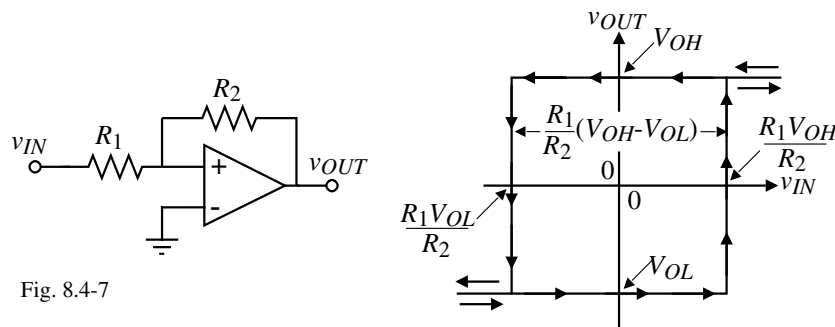 R2
R1
vIN
+
-
vOUT
Fig. 8.4-7
vOUT
VOH
R1/R2(VOH-VOL)
R1VOH
R2
0
0
vIN
R1VOL
R2
VOL